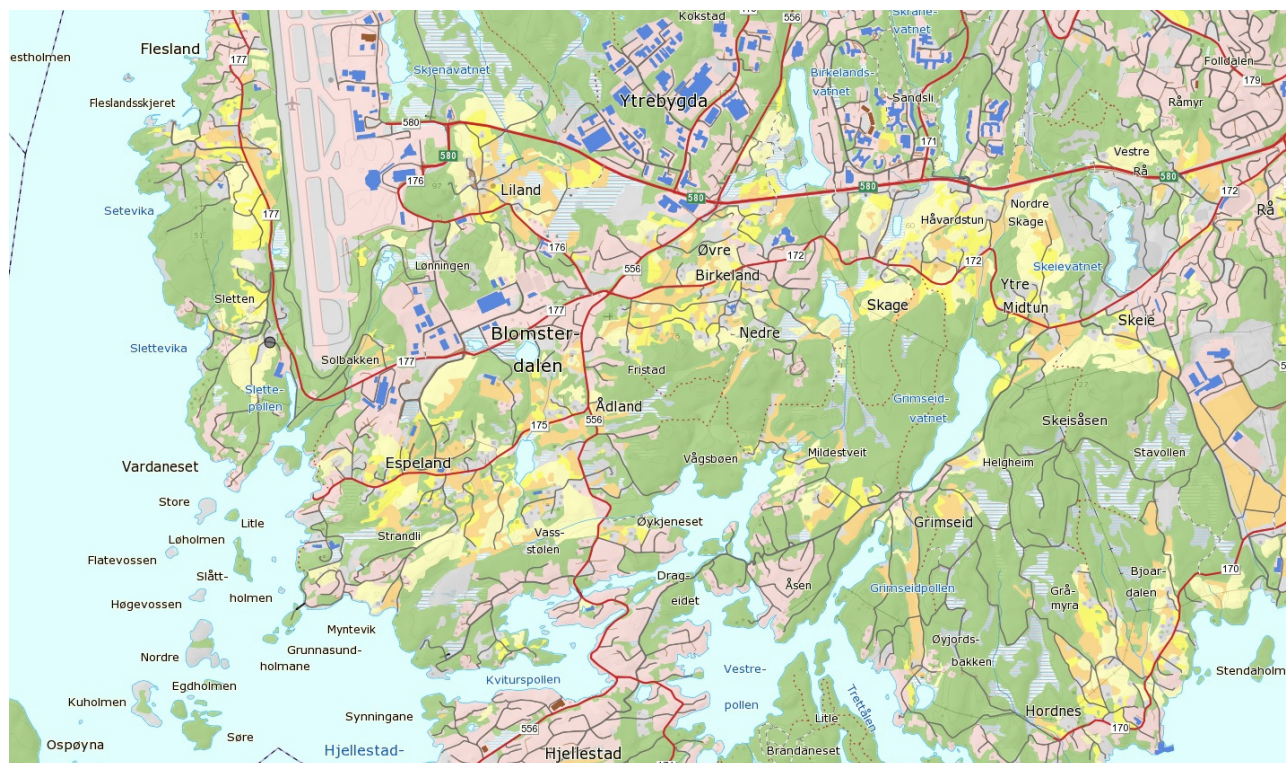 Kokstad
556
Skrane-
vatnet
Flesland
estholmen
177
Skjenavatnet
Birkelands-
vatnet
Folldalen
179
Fleslandsskjeret
Ytrebygda
Sandsli
Råmyr
580
171
580
176
Vestre
Rå
580
Liland
580
580
172
Setevika
177
Håvardstun
Nordre
Skage
Rå
176
Øvre
Birkeland
556
172
172
Lønningen
Skeievatnet
Sletten
Ytre
Midtun
Skage
177
Skeie
Blomster-
dalen
Nedre
Slettevika
Solbakken
177
Fristad
Slette-
pollen
Grimseid-
vatnet
Ådland
556
175
127
Skeisåsen
Espeland
Vågsbøen
Mildestveit
Stavollen
Helgheim
Vardaneset
Store
Litle
Øykjeneset
Grimseid
Strandli
Vass-
stølen
Løholmen
Flatevossen
Slått-
holmen
Drag-
eidet
Åsen
Grimseidpollen
170
Bjoar-
dalen
Grå-
myra
Høgevossen
Myntevik
Grunnasund-
holmane
Øyjords-
bakken
Nordre
Stendaholm
Kviturspollen
Vestre-
pollen
Egdholmen
Kuholmen
Trettålen
Synningane
Litle
Hordnes
556
170
Søre
Ospøyna
Hjellestad-
Hjellestad
Brandaneset